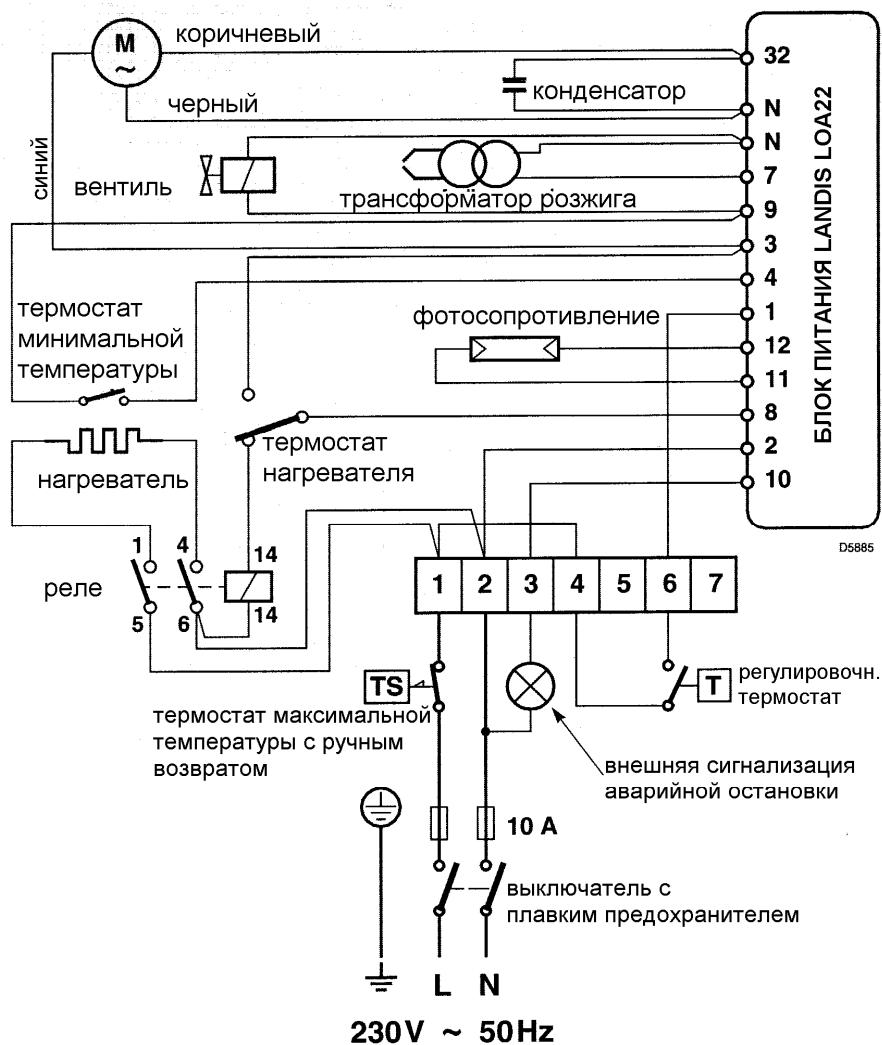 коричневый
M
~
32
конденсатор
черный
N
N
синий
вентиль
7
трансформатор розжига
9
3
4
БЛОК ПИТАНИЯ LANDIS LOA22
термостат
минимальной
температуры
1
фотосопротивление
12
11
8
термостат
нагревателя
2
нагреватель
10
D5885
1
4
14
реле
5
6
14
1
2
3
4
5
6
7
TS
T
регулировочн.
термостат
термостат максимальной
температуры с ручным
возвратом
внешняя сигнализация
аварийной остановки
10 A
выключатель с
плавким предохранителем
L
N
230V ~ 50Hz